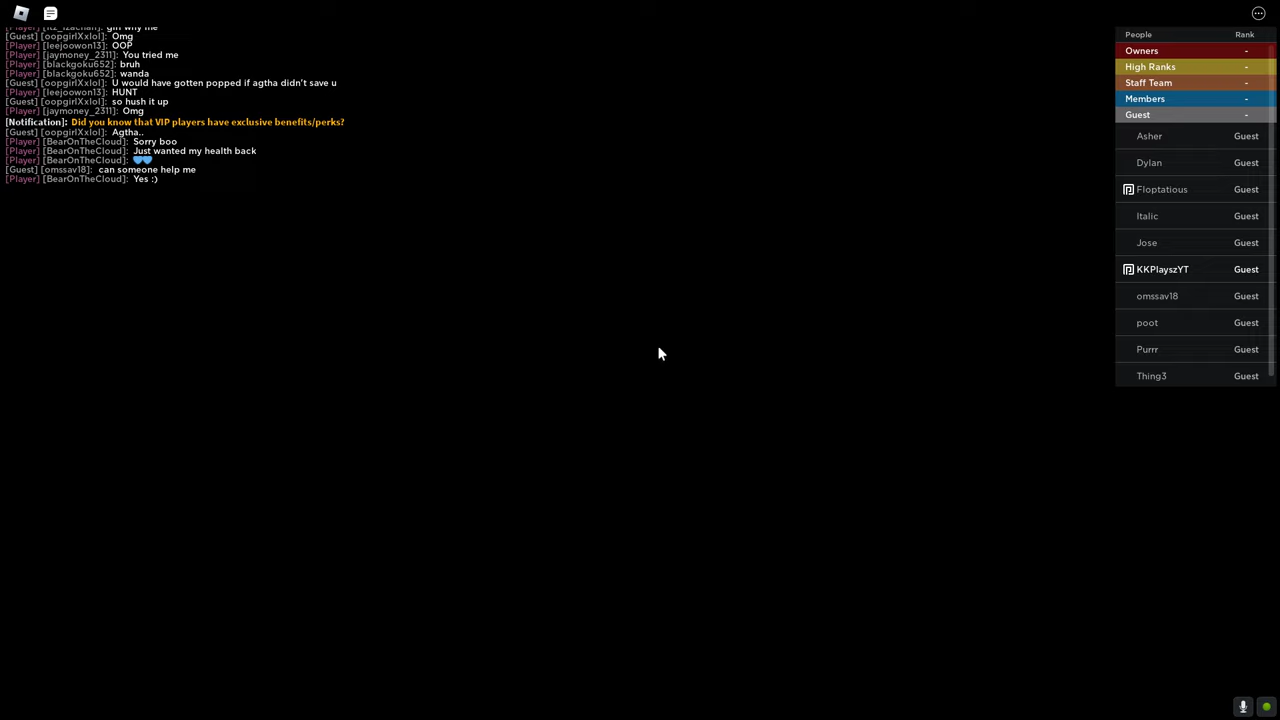 [Player] [itz_izachan]: girl why me
[Guest] [oopgirlXxlol]: Omg
[Player] [leejoowon13]: OOP
[Player] [jaymoney_2311]: You tried me
[Player] [blackgoku652]: bruh
[Player] [blackgoku652]: wanda
[Guest] [oopgirlXxlol]: U would have gotten popped if agtha didn't save u
[Player] [leejoowon13]: HUNT
[Guest] [oopgirlXxlol]: so hush it up
[Player] [jaymoney_2311]: Omg
[Notification]: Did you know that VIP players have exclusive benefits/perks?
[Guest] [oopgirlXxlol]: Agtha..
[Player] [BearOnTheCloud]: Sorry boo
[Player] [BearOnTheCloud]: Just wanted my health back
[Player] [BearOnTheCloud]: 💙💙
[Guest] [omssav18]: can someone help me
[Player] [BearOnTheCloud]: Yes :)
People Rank
Owners -
High Ranks -
Staff Team -
Members -
Guest -
Asher Guest
Dylan Guest
Floptatious Guest
Italic Guest
Jose Guest
KKPlayszYT Guest
omssav18 Guest
poot Guest
Purrr Guest
Thing3 Guest